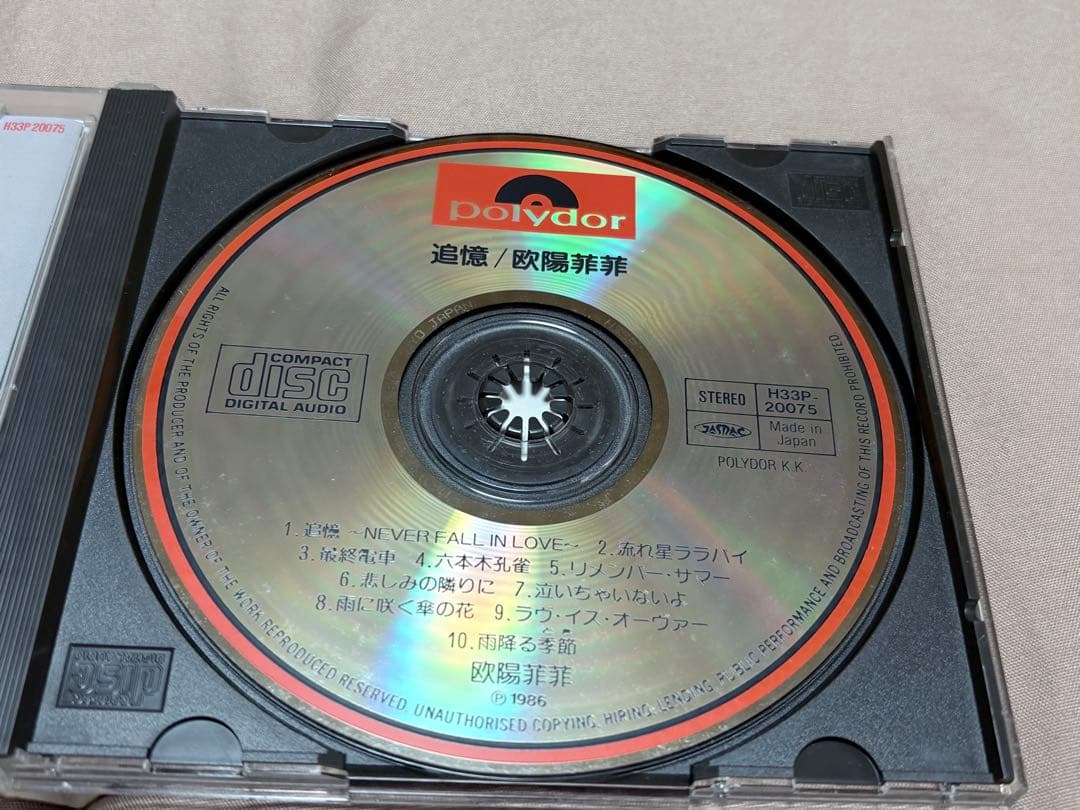 H33P 20075
polydor
追憶/欧陽菲菲
O JAPAN
COMPACT
disc
DIGITAL AUDIO
STEREO
H33P-
20075
JASRAC
Made in
Japan
POLYDOR K.K.
1.追憶 ~NEVER FALL IN LOVE~ 2.流れ星ララバイ
3.最終電車 4.六本木孔雀 5.リメンバー・サマー
6.悲しみの隣りに 7.泣いちゃいないよ
8.雨に咲く傘の花 9.ラヴ・イズ・オーヴァー
10.雨降る季節
欧陽菲菲
Ⓟ 1986
ALL RIGHTS OF THE PRODUCER AND OF THE OWNER OF THE WORK REPRODUCED RESERVED. UNAUTHORISED COPYING, HIRING, LENDING, PUBLIC PERFORMANCE AND BROADCASTING OF THIS RECORD PROHIBITED
COMPACT
disc
DIGITAL AUDIO